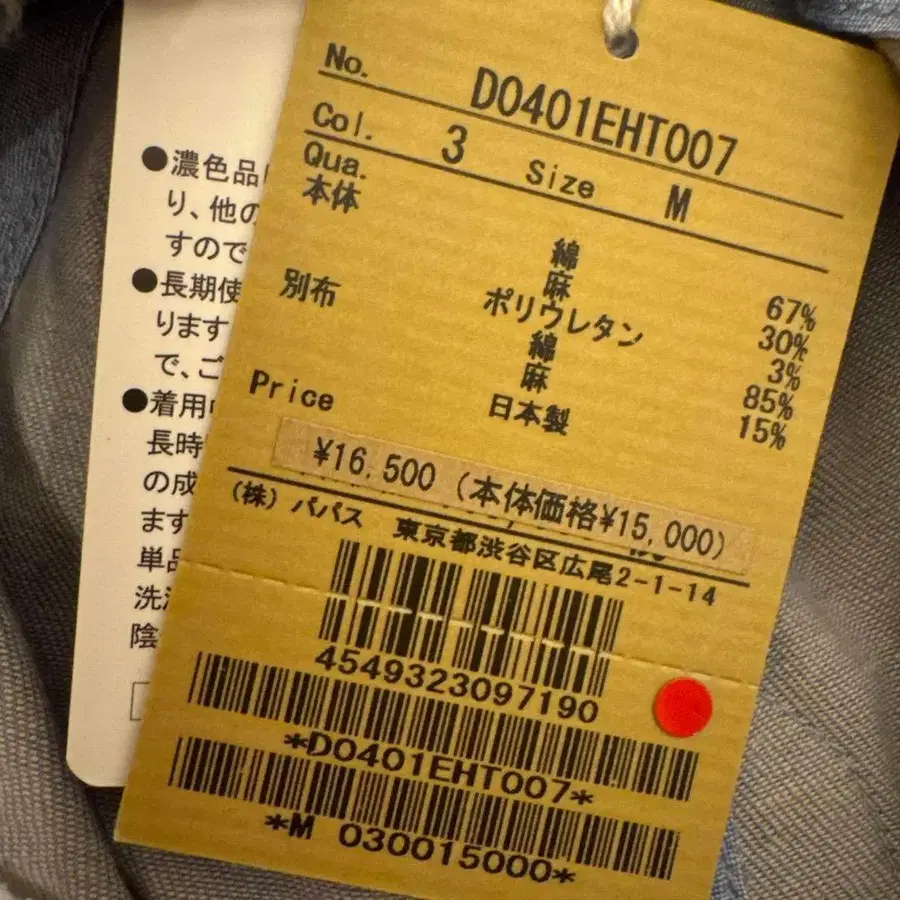 No. D0401EHT007
Col. 3 Size M
Qua.
本体 綿 67%
麻 30%
ポリウレタン 3%
別布 綿 85%
麻 15%
日本製
Price
¥16,500 (本体価格¥15,000)
(株) パパス 東京都渋谷区広尾2-1-14
4549323097190
*D0401EHT007*
*M 030015000*
●濃色品
り、他の
すので
●長期使
ります
で、ご
●着用
長時
の成
ます
単品
洗
陰